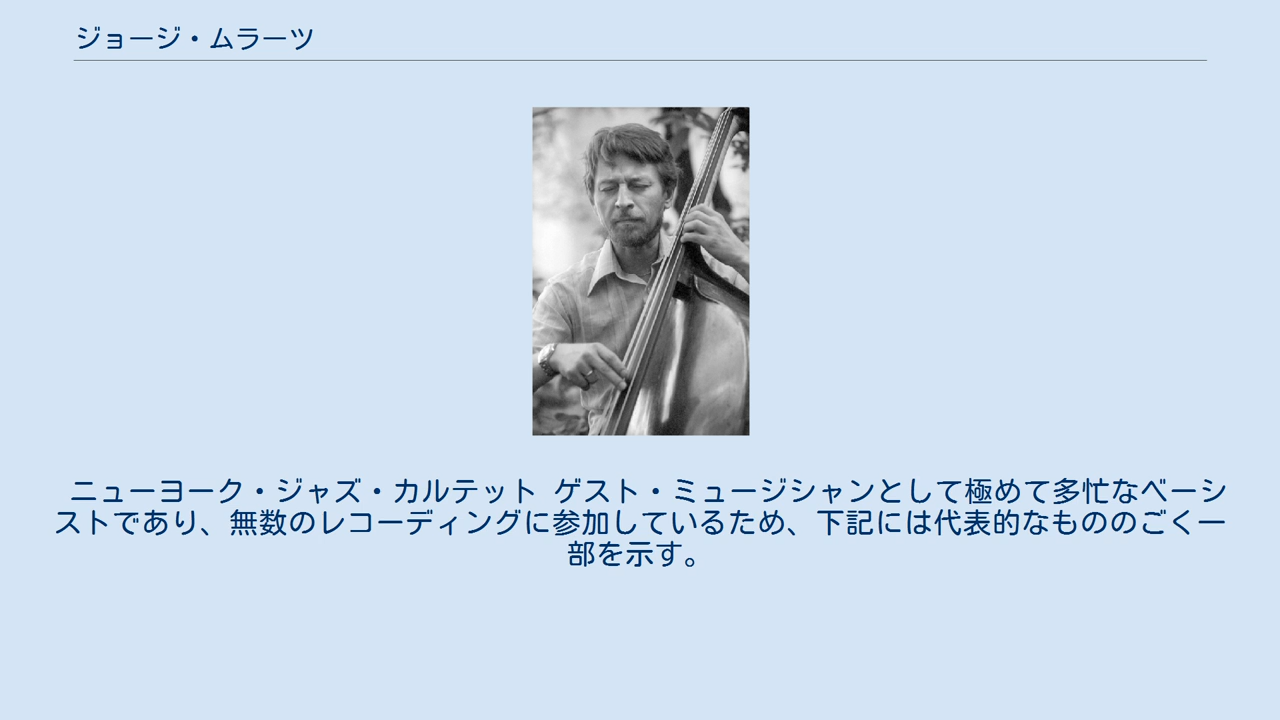 ジョージ・ムラーツ
ニューヨーク・ジャズ・カルテット ゲスト・ミュージシャンとして極めて多忙なベーシ
ストであり、無数のレコーディングに参加しているため、下記には代表的なもののごく一
部を示す。